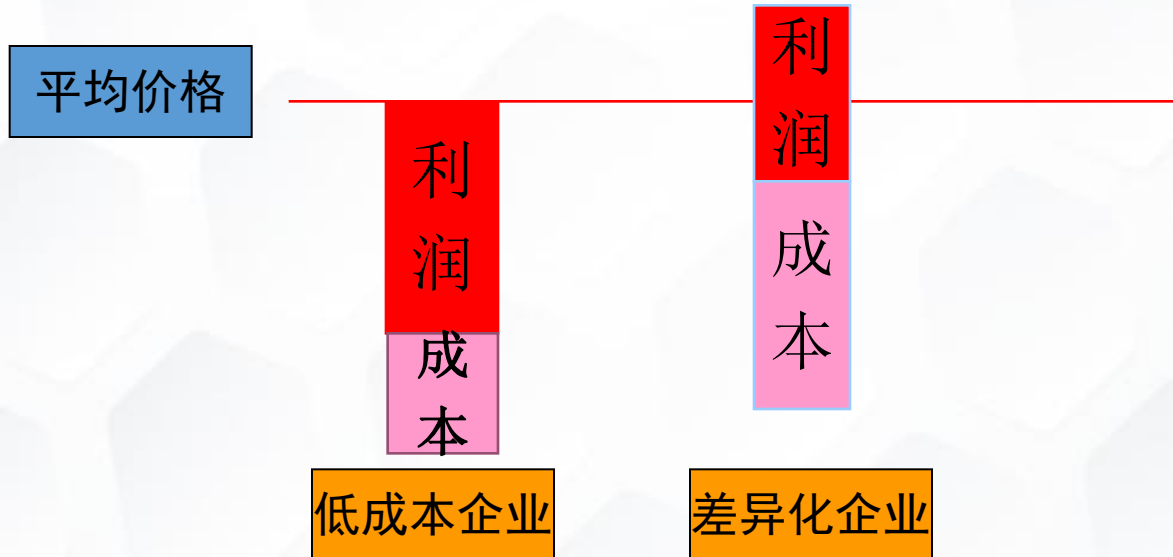 平均价格
利润
成本
利润
成本
低成本企业
差异化企业